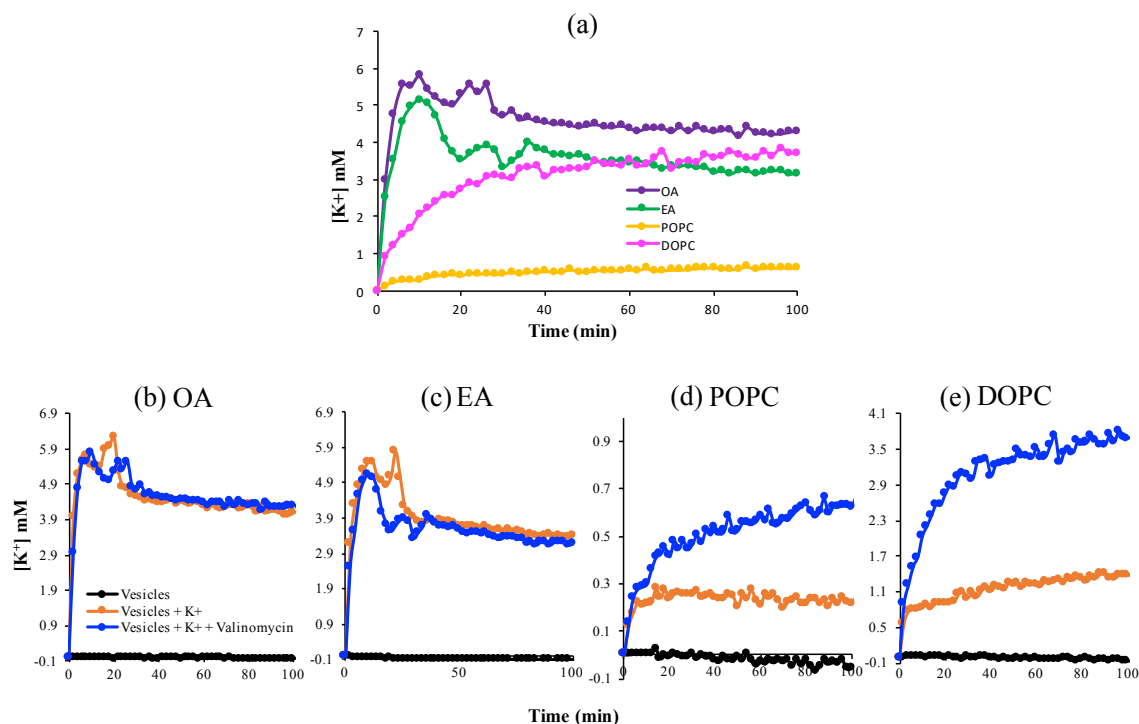 (a)
7
6
5
4
3
2
1
0
[K+] mM
OA
EA
POPC
DOPC
0 20 40 60 80 100
Time (min)
(b) OA
6.9
5.9
4.9
3.9
2.9
1.9
0.9
-0.1
[K+] mM
Vesicles
Vesicles + K+
Vesicles + K+ + Valinomycin
0 20 40 60 80 100
(c) EA
6.9
5.9
4.9
3.9
2.9
1.9
0.9
-0.1
50 100
(d) POPC
0.9
0.7
0.5
0.3
0.1
-0.1
0 20 40 60 80 100
(e) DOPC
4.1
3.5
2.9
2.3
1.7
1.1
0.5
-0.1
0 20 40 60 80 100
Time (min)